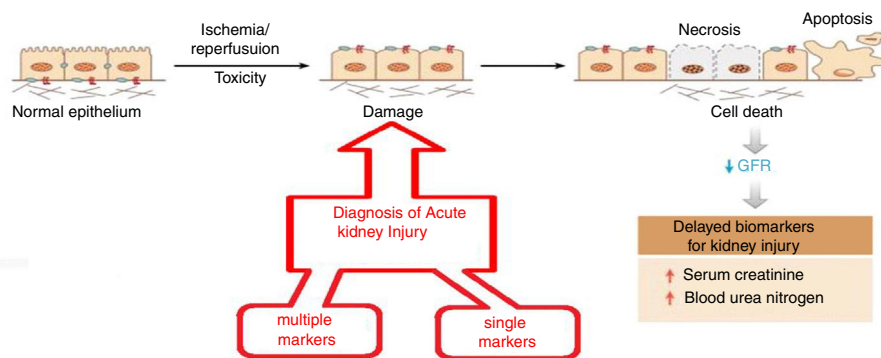 Ischemia/
reperfusuion
Toxicity
Necrosis
Apoptosis
Normal epithelium
Damage
Cell death
GFR
Diagnosis of Acute
kidney Injury
Delayed biomarkers
for kidney injury
Serum creatinine
Blood urea nitrogen
multiple
markers
single
markers